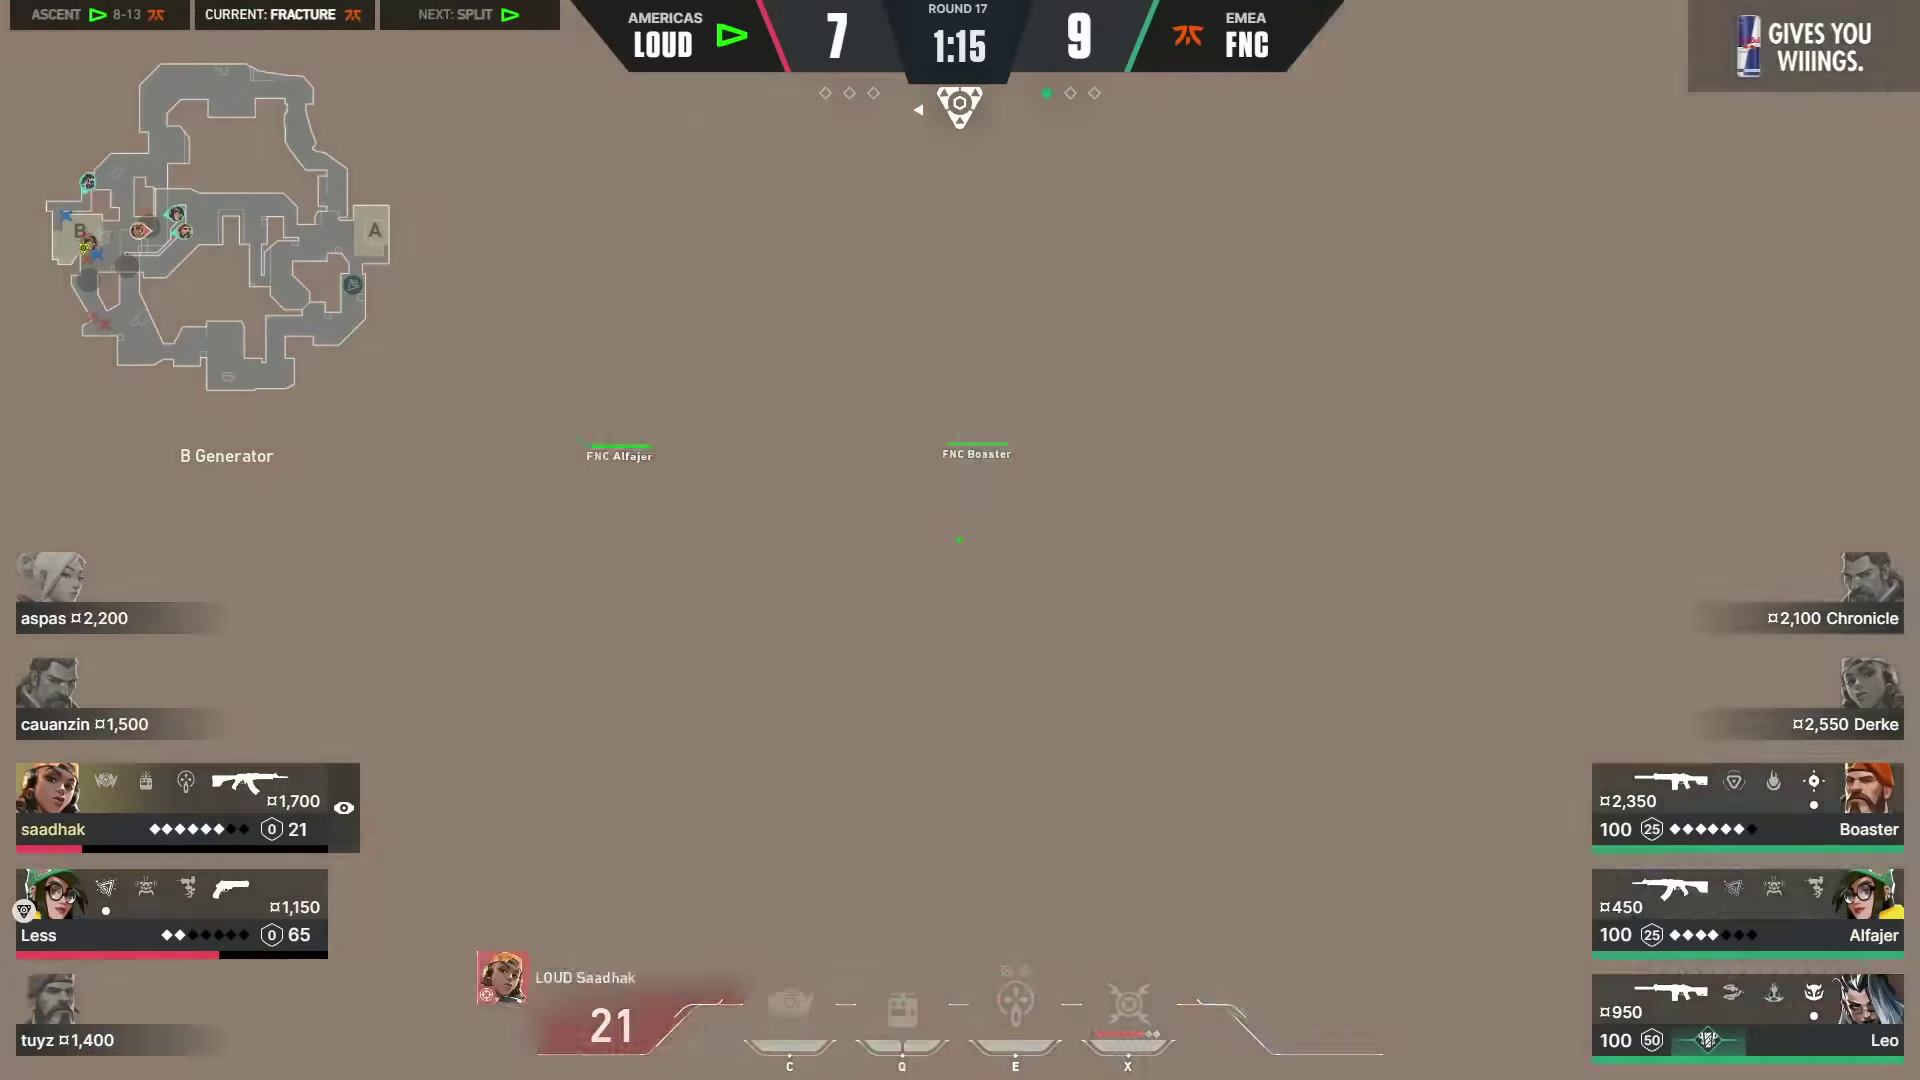 ASCENT 8-13
CURRENT: FRACTURE
NEXT: SPLIT
AMERICAS
LOUD
7
ROUND 17
1:15
9
EMEA
FNC
GIVES YOU
WIIINGS.
B
A
B Generator
FNC Alfajer
FNC Boaster
aspas ¤2,200
cauanzin ¤1,500
¤1,700
saadhak 0 21
¤1,150
Less 0 65
tuyz ¤1,400
¤2,100 Chronicle
¤2,550 Derke
¤2,350
100 25 Boaster
¤450
100 25 Alfajer
¤950
100 50 Leo
LOUD Saadhak
21
C Q E X